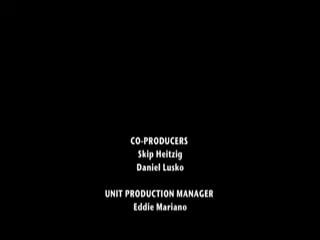 CO-PRODUCERS
Skip Heitzig
Daniel Lusko
UNIT PRODUCTION MANAGER
Eddie Mariano